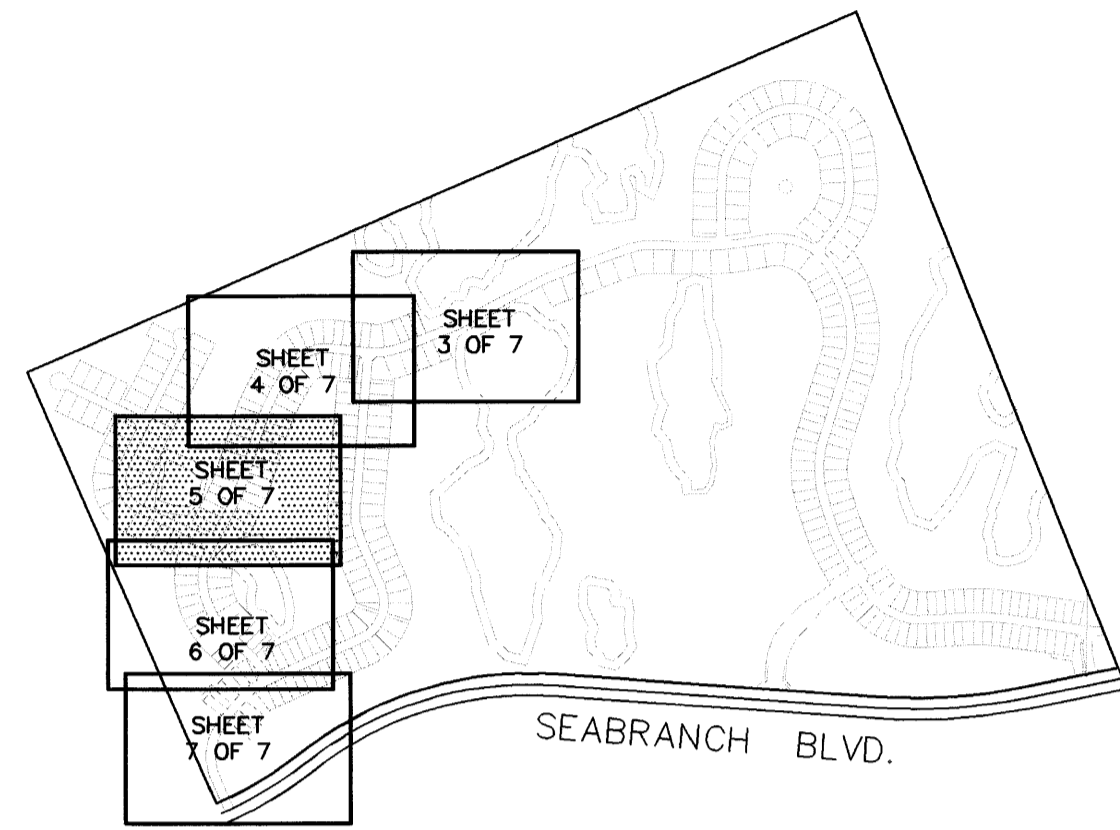 SHEET
3 OF 7
SHEET
4 OF 7
SHEET
5 OF 7
SHEET
6 OF 7
SHEET
7 OF 7
SEABRANCH BLVD.